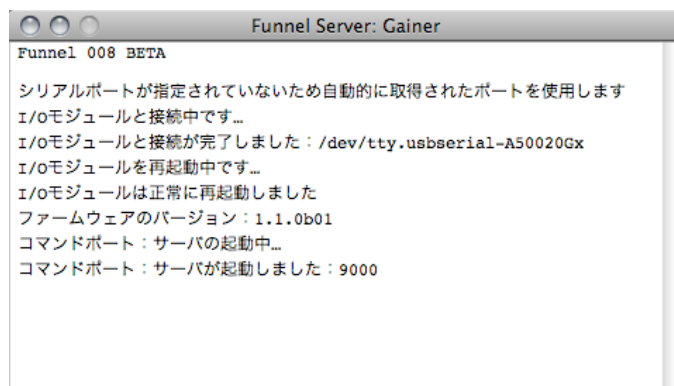 Funnel Server: Gainer
Funnel 008 BETA
シリアルポートが指定されていないため自動的に取得されたポートを使用します
I/Oモジュールと接続中です…
I/Oモジュールと接続が完了しました：/dev/tty.usbserial-A50020Gx
I/Oモジュールを再起動中です…
I/Oモジュールは正常に再起動しました
ファームウェアのバージョン：1.1.0b01
コマンドポート：サーバの起動中…
コマンドポート：サーバが起動しました：9000